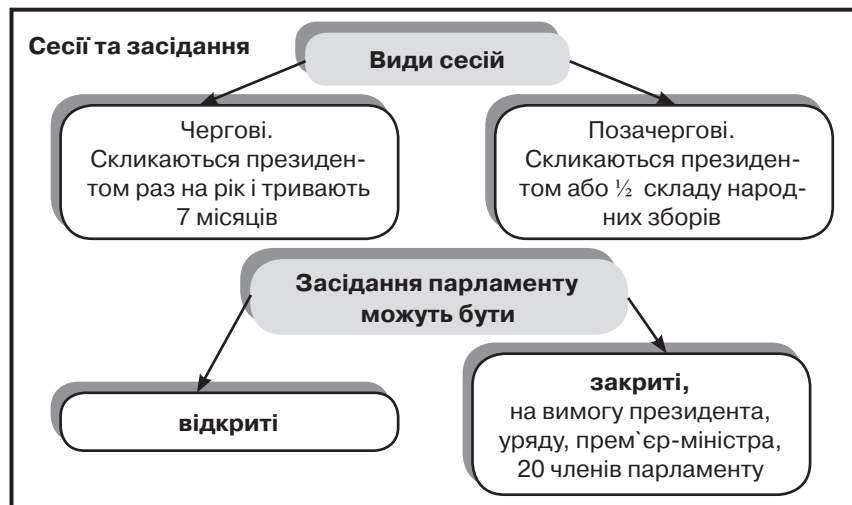 Сесії та засідання
Види сесій
Чергові.
Скликаються президен-
том раз на рік і тривають
7 місяців
Позачергові.
Скликаються президен-
том або ½ складу народ-
них зборів
Засідання парламенту
можуть бути
відкриті
закриті,
на вимогу президента,
уряду, прем`єр-міністра,
20 членів парламенту